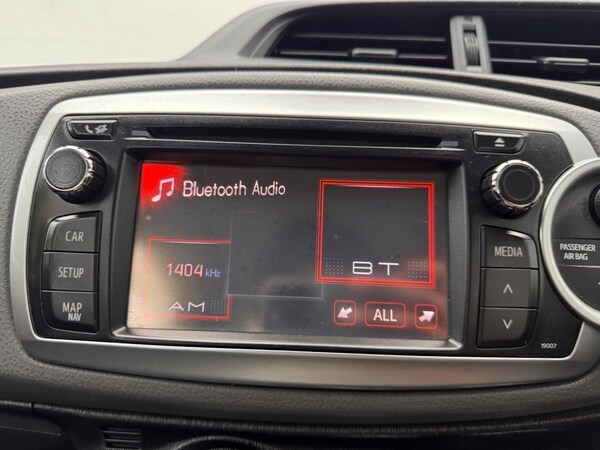 Bluetooth Audio
1404 kHz
AM
BT
ALL
CAR
SETUP
MAP
NAV
MEDIA
PASSENGER
AIR BAG
19007